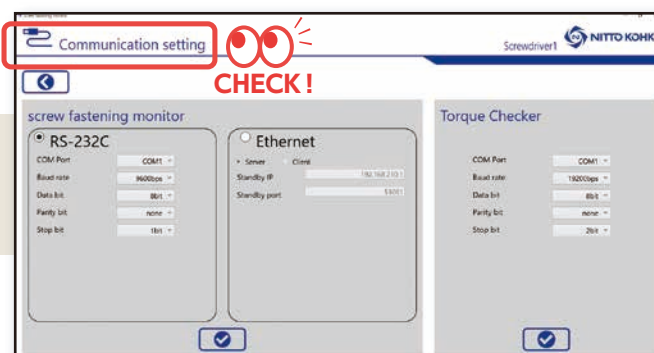 Communication setting
CHECK !
Screwdriver1
NITTO KOHK
screw fastening monitor
RS-232C
COM Port COM1
Baud rate 9600bps
Data bit 8bit
Parity bit none
Stop bit 1bit
Ethernet
Server Client
Standby IP 192.168.210.1
Standby port
Torque Checker
COM Port COM1
Baud rate 19200bps
Data bit 8bit
Parity bit none
Stop bit 2bit